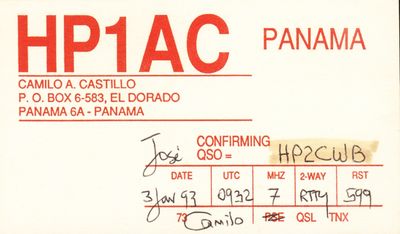 HP1AC PANAMA
CAMILO A. CASTILLO
P. O. BOX 6-583, EL DORADO
PANAMA 6A - PANAMA
José CONFIRMING QSO = HP2CWB
DATE UTC MHZ 2-WAY RST
3 Jan 93 0932 7 RTTY 599
73 Camilo PSE QSL TNX